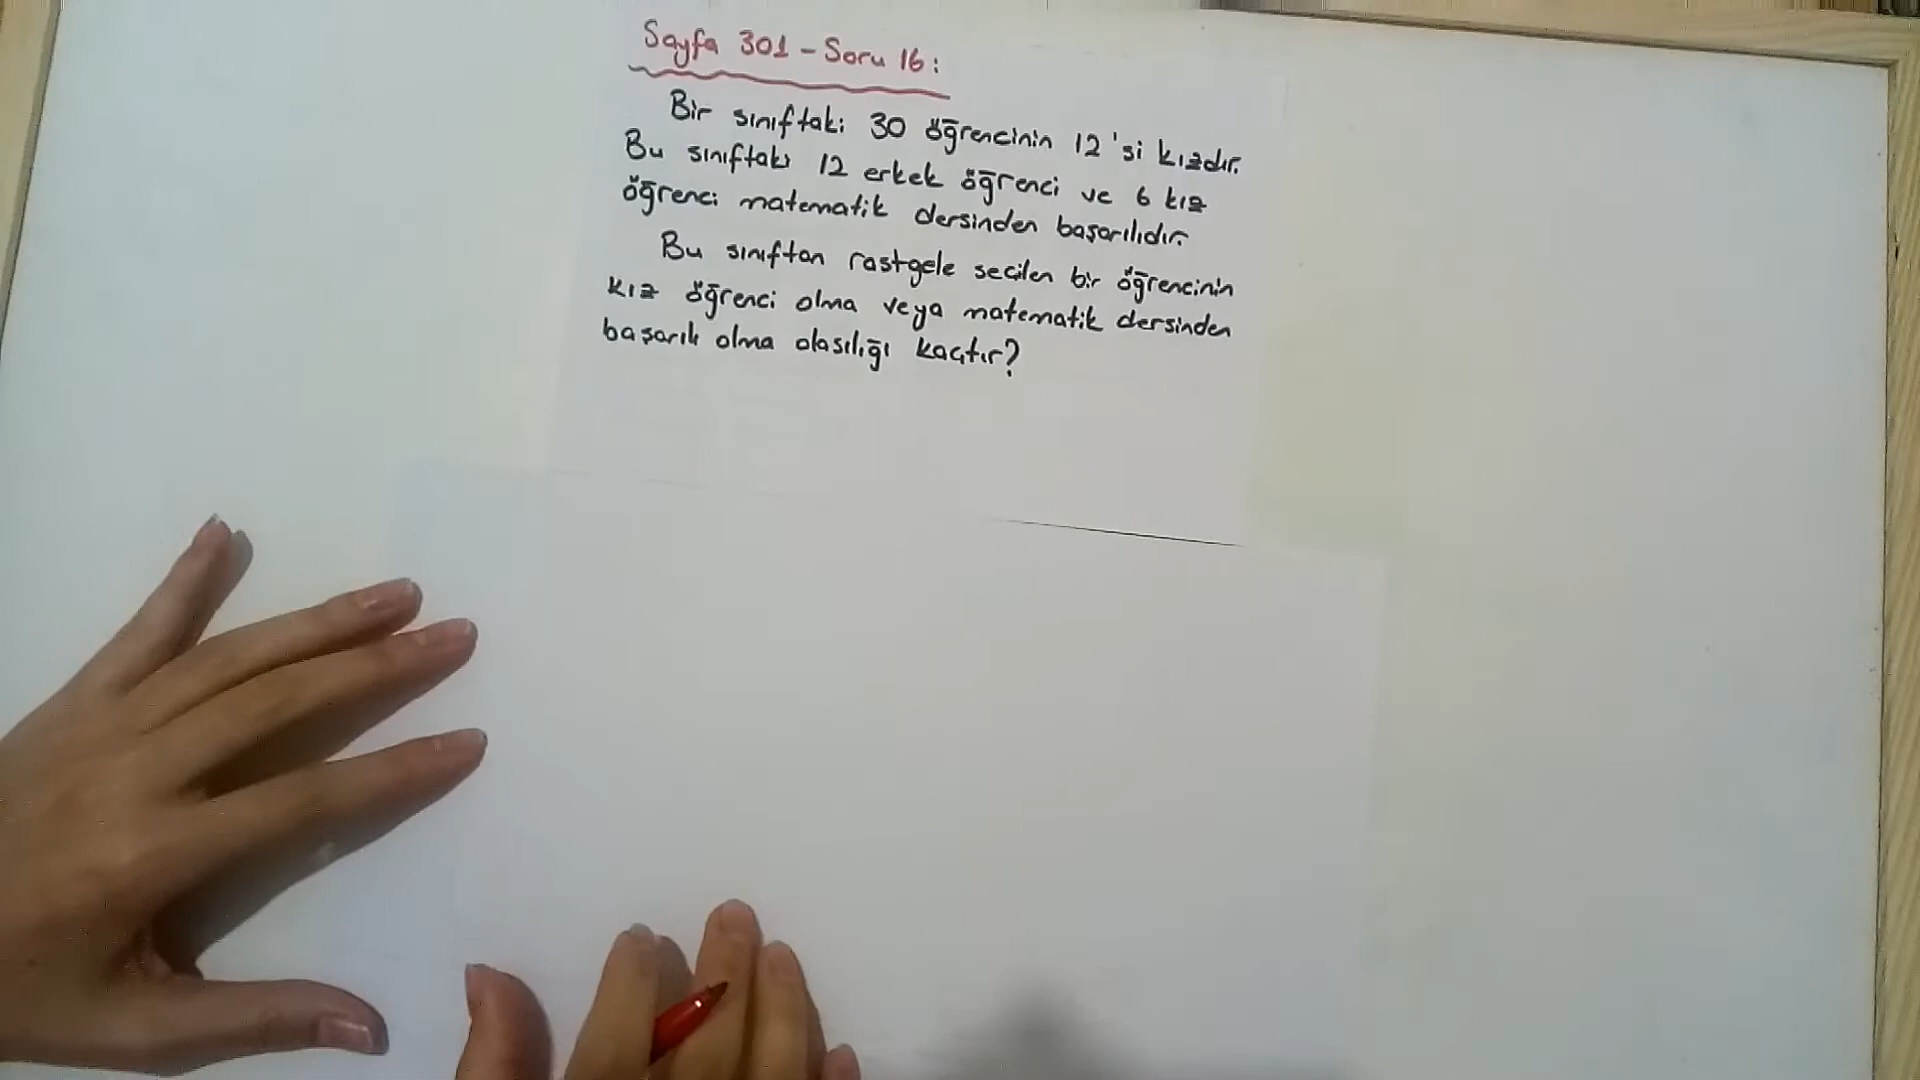 Sayfa 301 - Soru 16:
Bir sınıftaki 30 öğrencinin 12'si kızdır.
Bu sınıftaki 12 erkek öğrenci ve 6 kız
öğrenci matematik dersinden başarılıdır.
Bu sınıftan rastgele seçilen bir öğrencinin
kız öğrenci olma veya matematik dersinden
başarılı olma olasılığı kaçtır?